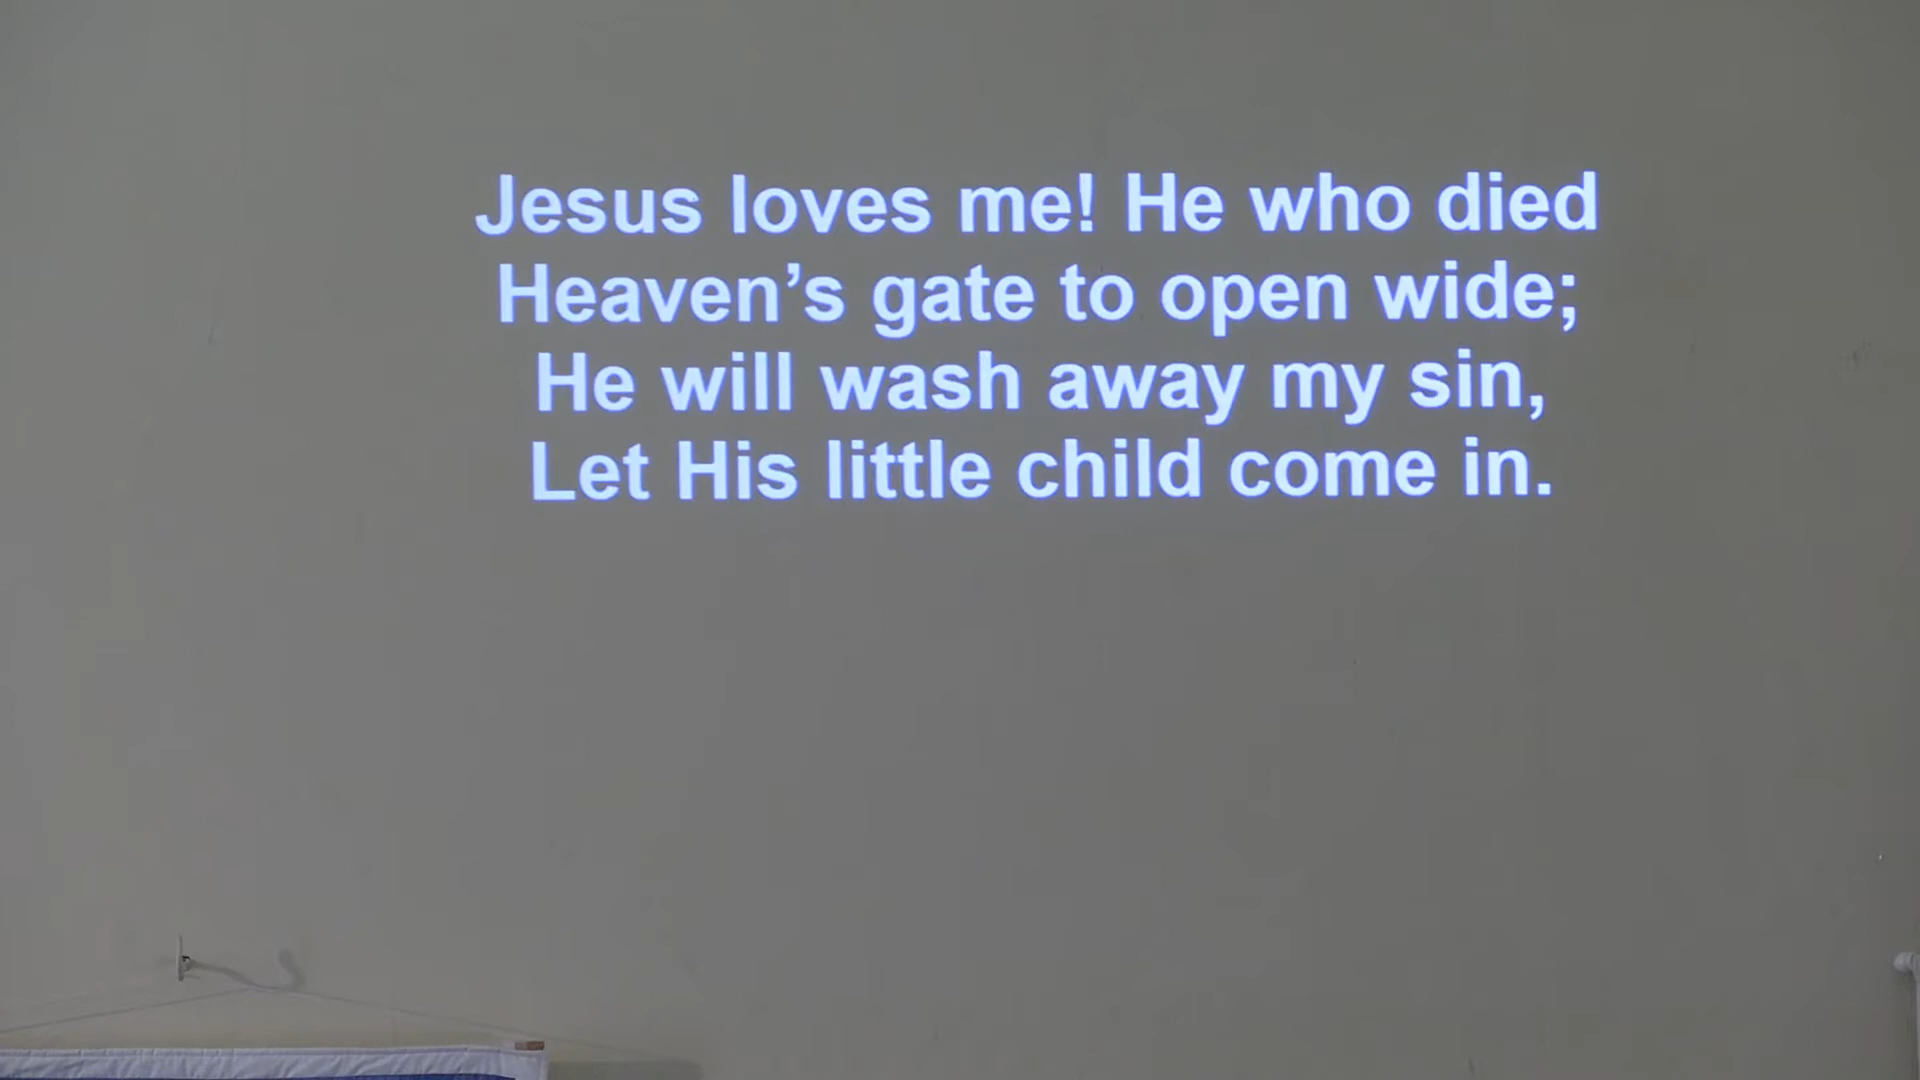 Jesus loves me! He who died
Heaven’s gate to open wide;
He will wash away my sin,
Let His little child come in.